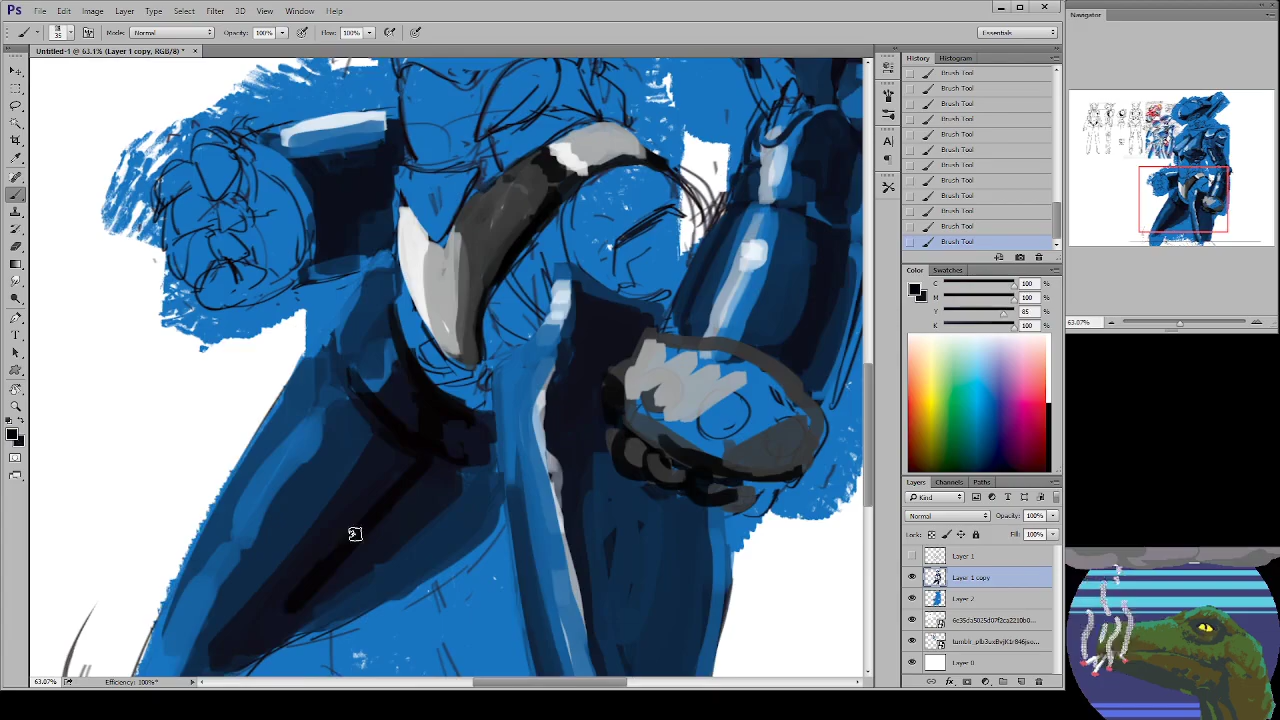 Ps File Edit Image Layer Type Select Filter 3D View Window Help
35 Mode: Normal Opacity: 100% Flow: 100% Essentials
Untitled-1 @ 63.1% (Layer 1 copy, RGB/8) * ×
Navigator
63.07%
History Histogram
Brush Tool
Brush Tool
Brush Tool
Brush Tool
Brush Tool
Brush Tool
Brush Tool
Brush Tool
Brush Tool
Brush Tool
Brush Tool
Brush Tool
Color Swatches
C 100 %
M 100 %
Y 85 %
K 100 %
Layers Channels Paths
Kind
Normal Opacity: 100%
Lock: Fill: 100%
Layer 1
Layer 1 copy
Layer 2
Layer 0
63.07% Efficiency: 100%*